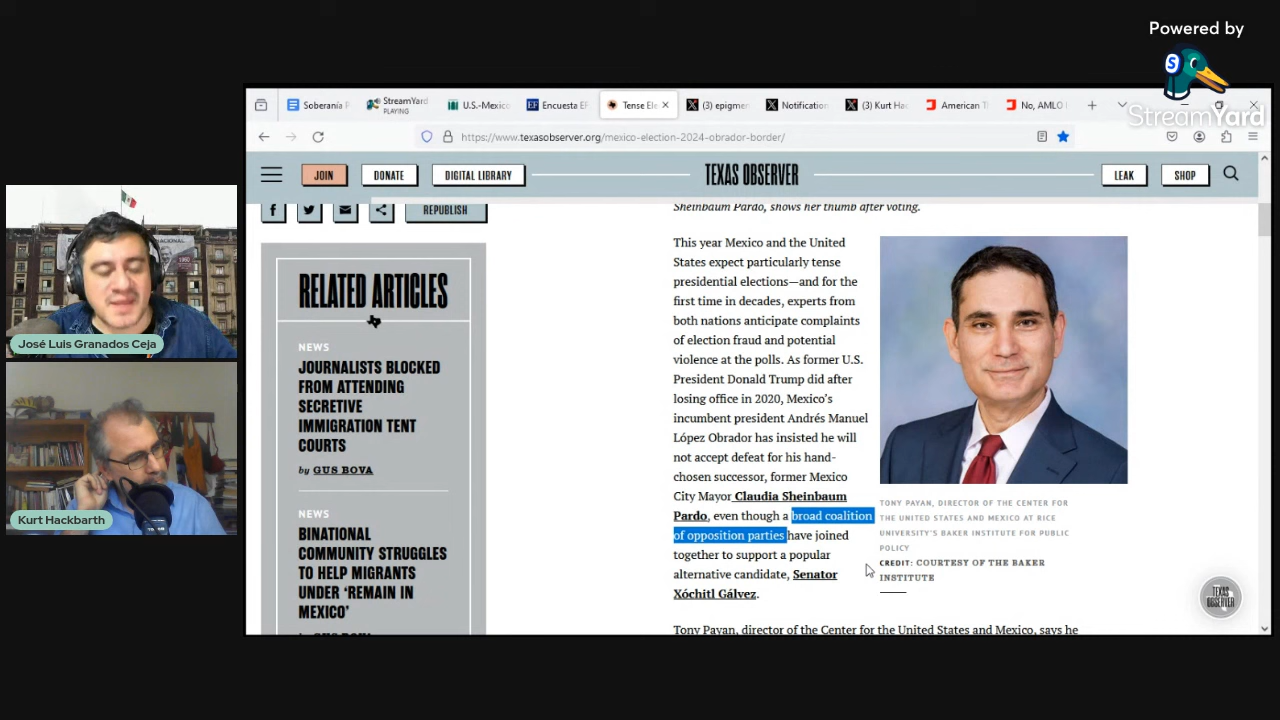 Powered by
StreamYard
Soberanía
StreamYard
PLAYING
U.S.-Mexico
Encuesta EF
Tense Ele
(3) epigmen
Notification
(3) Kurt Hac
American T
No, AMLO
https://www.texasobserver.org/mexico-election-2024-obrador-border/
JOIN
DONATE
DIGITAL LIBRARY
TEXAS OBSERVER
LEAK
SHOP
REPUBLISH
RELATED ARTICLES
NEWS
JOURNALISTS BLOCKED
FROM ATTENDING
SECRETIVE
IMMIGRATION TENT
COURTS
by GUS BOVA
NEWS
BINATIONAL
COMMUNITY STRUGGLES
TO HELP MIGRANTS
UNDER ‘REMAIN IN
MEXICO’
Sheinbaum Pardo, shows her thumb after voting.
This year Mexico and the United
States expect particularly tense
presidential elections—and for the
first time in decades, experts from
both nations anticipate complaints
of election fraud and potential
violence at the polls. As former U.S.
President Donald Trump did after
losing office in 2020, Mexico’s
incumbent president Andrés Manuel
López Obrador has insisted he will
not accept defeat for his hand-
chosen successor, former Mexico
City Mayor Claudia Sheinbaum
Pardo, even though a broad coalition
of opposition parties have joined
together to support a popular
alternative candidate, Senator
Xóchitl Gálvez.
TONY PAYAN, DIRECTOR OF THE CENTER FOR
THE UNITED STATES AND MEXICO AT RICE
UNIVERSITY’S BAKER INSTITUTE FOR PUBLIC
POLICY
CREDIT: COURTESY OF THE BAKER
INSTITUTE
TEXAS
OBSERVER
Tony Payan, director of the Center for the United States and Mexico, says he
José Luis Granados Ceja
Kurt Hackbarth